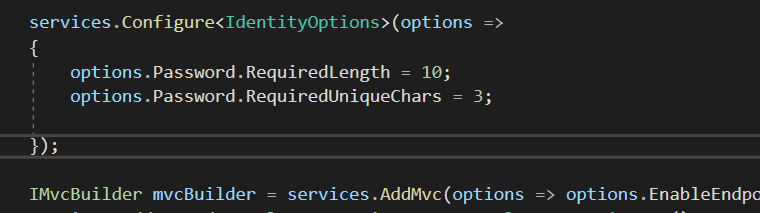 services.Configure<IdentityOptions>(options =>
{
options.Password.RequiredLength = 10;
options.Password.RequiredUniqueChars = 3;
});
IMvcBuilder mvcBuilder = services.AddMvc(options => options.EnableEndpo